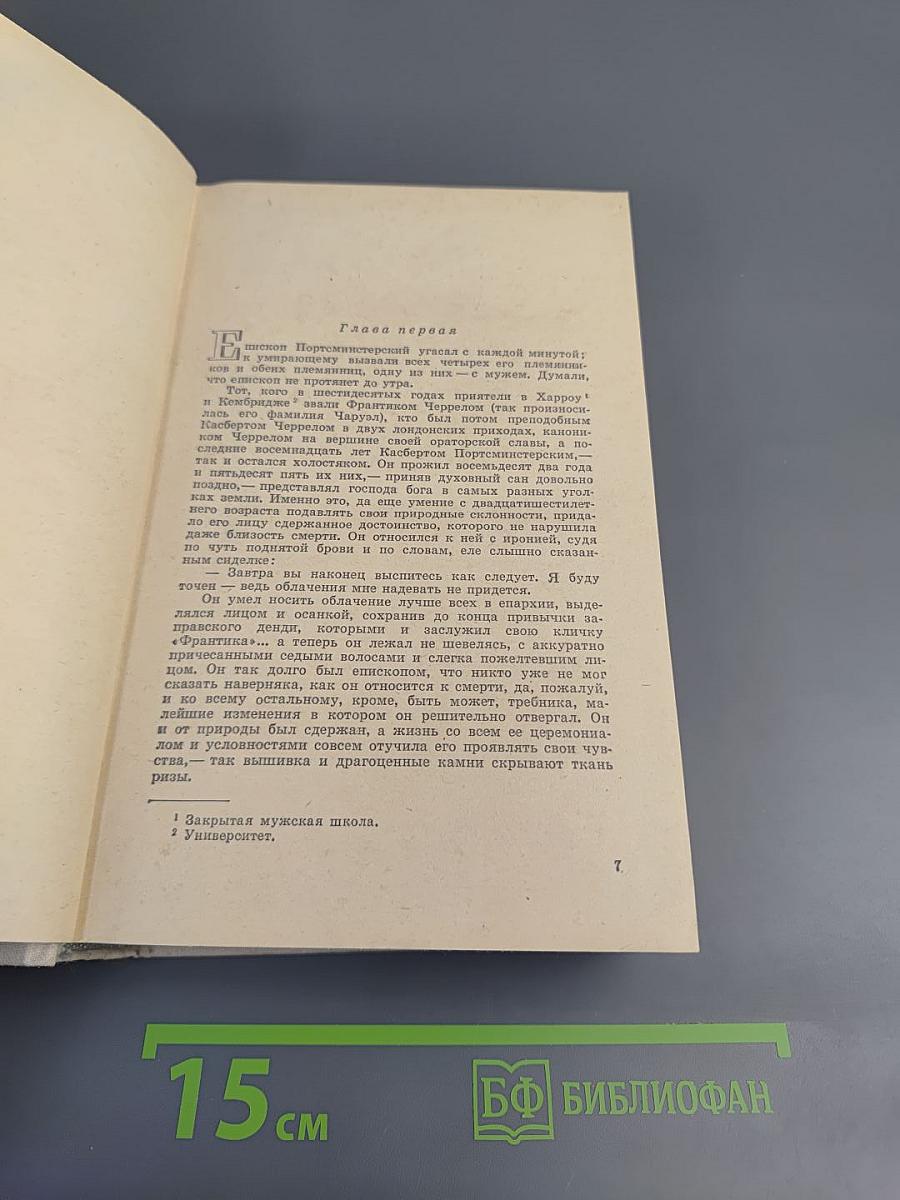 Глава первая
Епископ Портсминстерский угасал с каждой минутой;
к умирающему вызвали всех четырех его племянни-
ков и обеих племянниц, одну из них — с мужем. Думали,
что епископ не протянет до утра.
Тот, кого в шестидесятых годах приятели в Харроу ¹
и Кембридже ² звали Франтиком Черрелом (так произноси-
лась его фамилия Чаруэл), кто был потом преподобным
Касбертом Черрелом в двух лондонских приходах, канони-
ком Черрелом на вершине своей ораторской славы, а по-
следние восемнадцать лет Касбертом Портсминстерским,—
так и остался холостяком. Он прожил восемьдесят два года
и пятьдесят пять их них,— приняв духовный сан довольно
поздно,— представлял господа бога в самых разных угол-
ках земли. Именно это, да еще умение с двадцатишестилет-
него возраста подавлять свои природные склонности, прида-
ло его лицу сдержанное достоинство, которого не нарушила
даже близость смерти. Он относился к ней с иронией, судя
по чуть поднятой брови и по словам, еле слышно сказан-
ным сиделке:
— Завтра вы наконец выспитесь как следует. Я буду
точен — ведь облачения мне надевать не придется.
Он умел носить облачение лучше всех в епархии, выде-
лялся лицом и осанкой, сохранив до конца привычки за-
правского денди, которыми и заслужил свою кличку
«Франтика»... а теперь он лежал не шевелясь, с аккуратно
причесанными седыми волосами и слегка пожелтевшим ли-
цом. Он так долго был епископом, что никто уже не мог
сказать наверняка, как он относится к смерти, да, пожалуй,
и ко всему остальному, кроме, быть может, требника, ма-
лейшие изменения в котором он решительно отвергал. Он
и от природы был сдержан, а жизнь со всем ее церемониа-
лом и условностями совсем отучила его проявлять свои чув-
ства,— так вышивка и драгоценные камни скрывают ткань
ризы.
¹ Закрытая мужская школа.
² Университет.
7
15 см
БФ БИБЛИОФАН